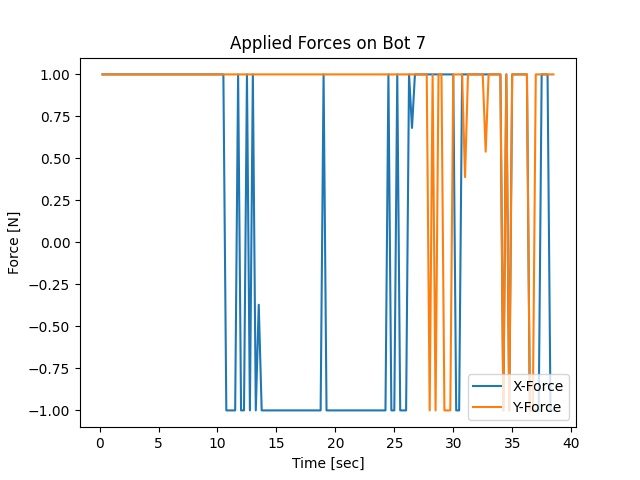 Applied Forces on Bot 7
1.00
0.75
0.50
0.25
0.00
−0.25
−0.50
−0.75
−1.00
Force [N]
X-Force
Y-Force
0 5 10 15 20 25 30 35 40
Time [sec]